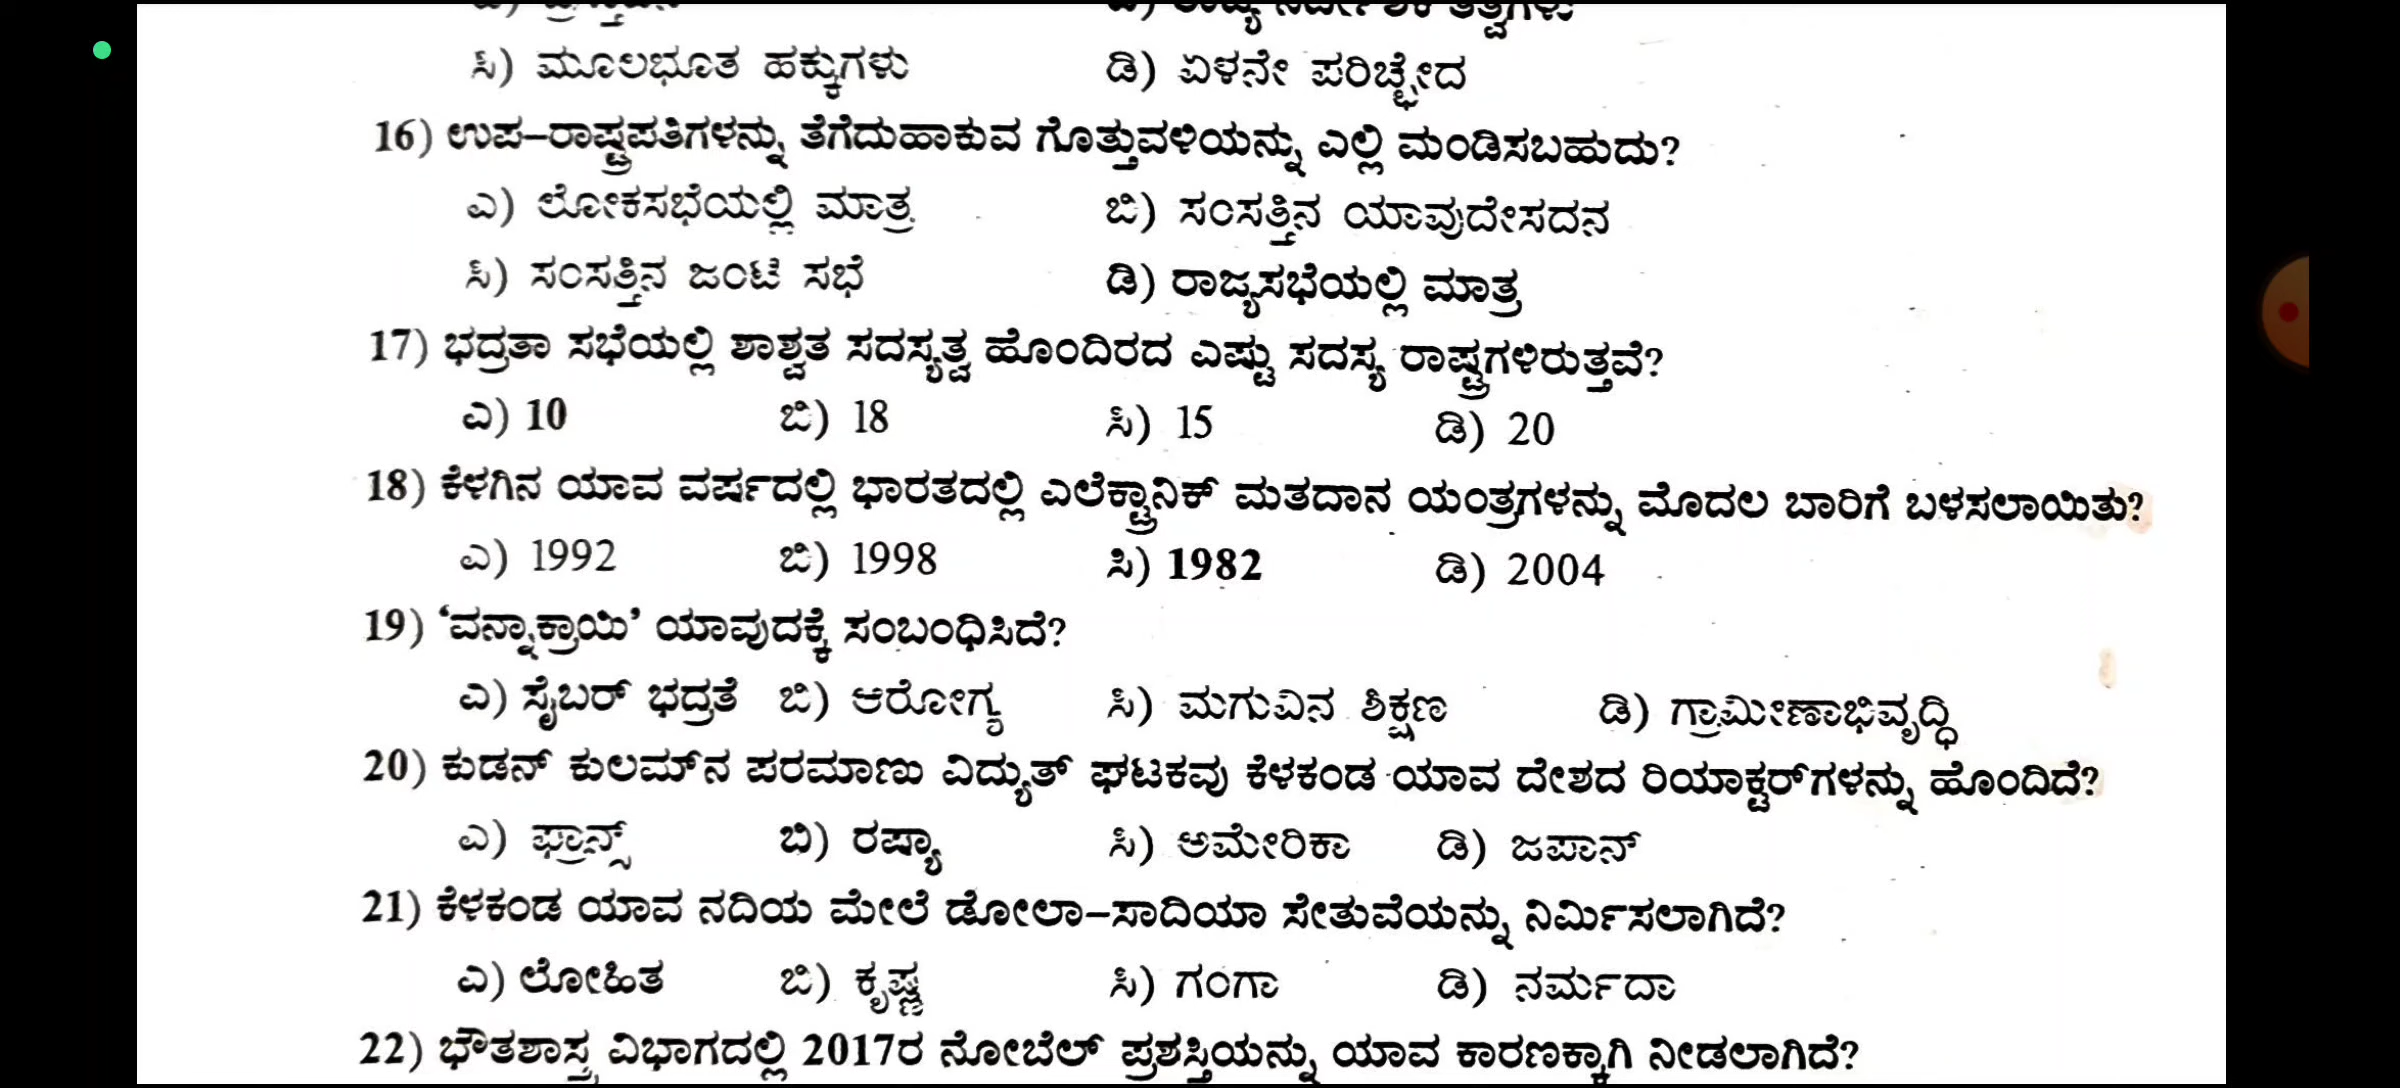 ಸಿ) ಮೂಲಭೂತ ಹಕ್ಕುಗಳು ಡಿ) ಏಳನೇ ಪರಿಚ್ಛೇದ
16) ಉಪ-ರಾಷ್ಟ್ರಪತಿಗಳನ್ನು ತೆಗೆದುಹಾಕುವ ಗೊತ್ತುವಳಿಯನ್ನು ಎಲ್ಲಿ ಮಂಡಿಸಬಹುದು?
ಎ) ಲೋಕಸಭೆಯಲ್ಲಿ ಮಾತ್ರ ಬಿ) ಸಂಸತ್ತಿನ ಯಾವುದೇಸದನ
ಸಿ) ಸಂಸತ್ತಿನ ಜಂಟಿ ಸಭೆ ಡಿ) ರಾಜ್ಯಸಭೆಯಲ್ಲಿ ಮಾತ್ರ
17) ಭದ್ರತಾ ಸಭೆಯಲ್ಲಿ ಶಾಶ್ವತ ಸದಸ್ಯತ್ವ ಹೊಂದಿರದ ಎಷ್ಟು ಸದಸ್ಯ ರಾಷ್ಟ್ರಗಳಿರುತ್ತವೆ?
ಎ) 10 ಬಿ) 18 ಸಿ) 15 ಡಿ) 20
18) ಕೆಳಗಿನ ಯಾವ ವರ್ಷದಲ್ಲಿ ಭಾರತದಲ್ಲಿ ಎಲೆಕ್ಟ್ರಾನಿಕ್ ಮತದಾನ ಯಂತ್ರಗಳನ್ನು ಮೊದಲ ಬಾರಿಗೆ ಬಳಸಲಾಯಿತು?
ಎ) 1992 ಬಿ) 1998 ಸಿ) 1982 ಡಿ) 2004
19) ‘ವನ್ನಾಕ್ರಾಯಿ’ ಯಾವುದಕ್ಕೆ ಸಂಬಂಧಿಸಿದೆ?
ಎ) ಸೈಬರ್ ಭದ್ರತೆ ಬಿ) ಆರೋಗ್ಯ ಸಿ) ಮಗುವಿನ ಶಿಕ್ಷಣ ಡಿ) ಗ್ರಾಮೀಣಾಭಿವೃದ್ಧಿ
20) ಕುಡನ್ ಕುಲಮ್‌ನ ಪರಮಾಣು ವಿದ್ಯುತ್ ಘಟಕವು ಕೆಳಕಂಡ ಯಾವ ದೇಶದ ರಿಯಾಕ್ಟರ್‌ಗಳನ್ನು ಹೊಂದಿದೆ?
ಎ) ಫ್ರಾನ್ಸ್ ಬಿ) ರಷ್ಯಾ ಸಿ) ಅಮೇರಿಕಾ ಡಿ) ಜಪಾನ್
21) ಕೆಳಕಂಡ ಯಾವ ನದಿಯ ಮೇಲೆ ಡೋಲಾ-ಸಾದಿಯಾ ಸೇತುವೆಯನ್ನು ನಿರ್ಮಿಸಲಾಗಿದೆ?
ಎ) ಲೋಹಿತ ಬಿ) ಕೃಷ್ಣ ಸಿ) ಗಂಗಾ ಡಿ) ನರ್ಮದಾ
22) ಭೌತಶಾಸ್ತ್ರ ವಿಭಾಗದಲ್ಲಿ 2017ರ ನೋಬೆಲ್ ಪ್ರಶಸ್ತಿಯನ್ನು ಯಾವ ಕಾರಣಕ್ಕಾಗಿ ನೀಡಲಾಗಿದೆ?